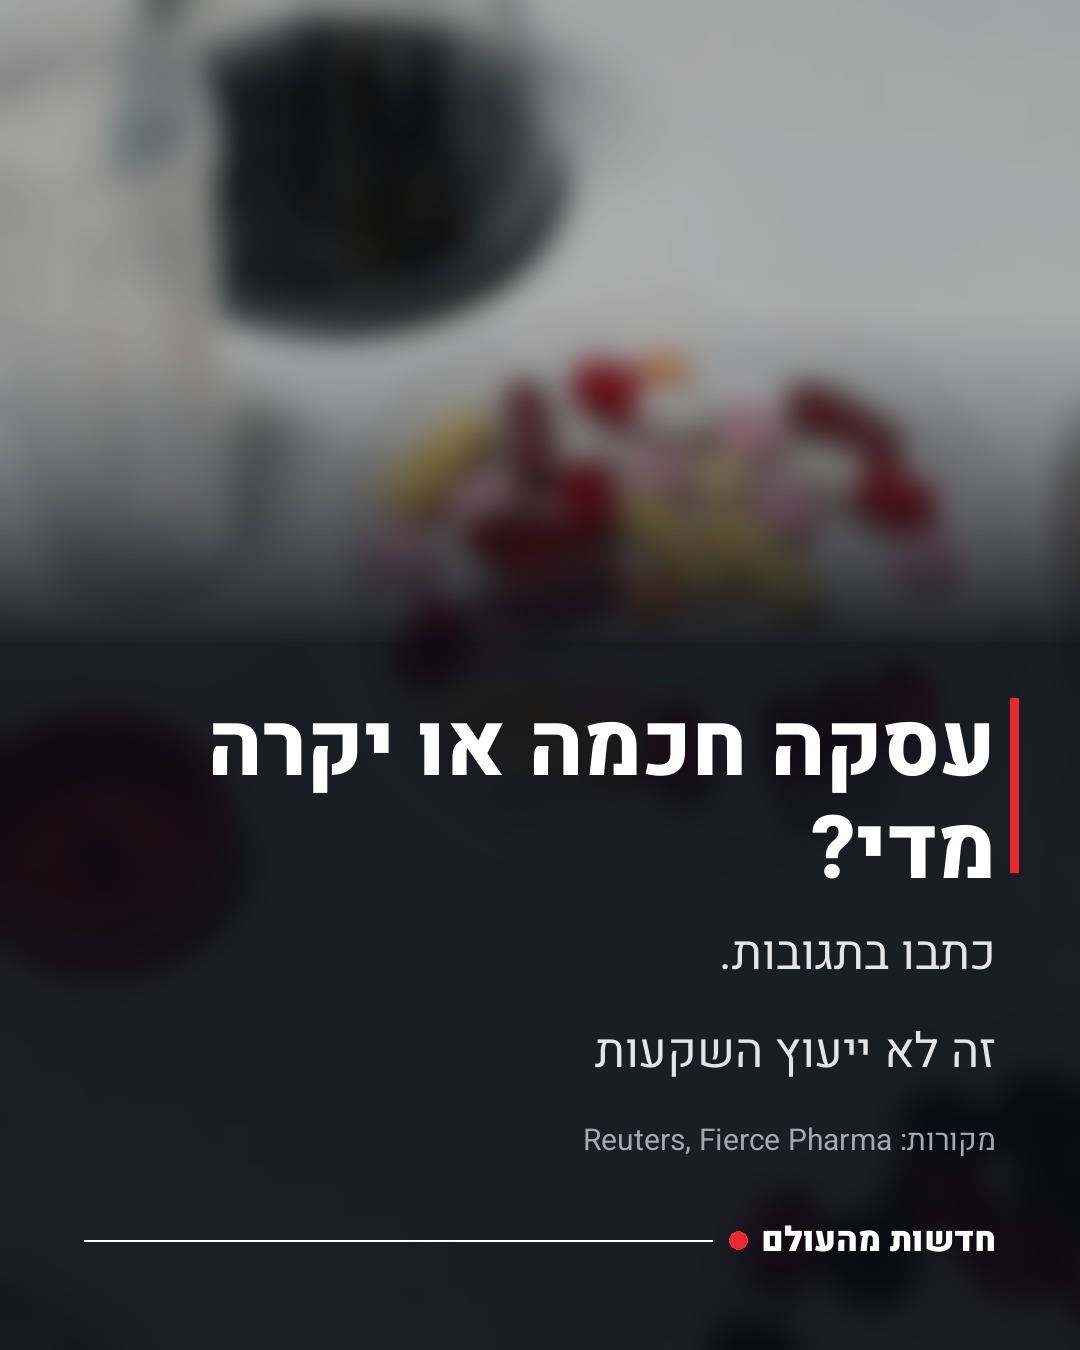 עסקה חכמה או יקרה
מדי?
כתבו בתגובות.
זה לא ייעוץ השקעות
מקורות: Reuters, Fierce Pharma
חדשות מהעולם